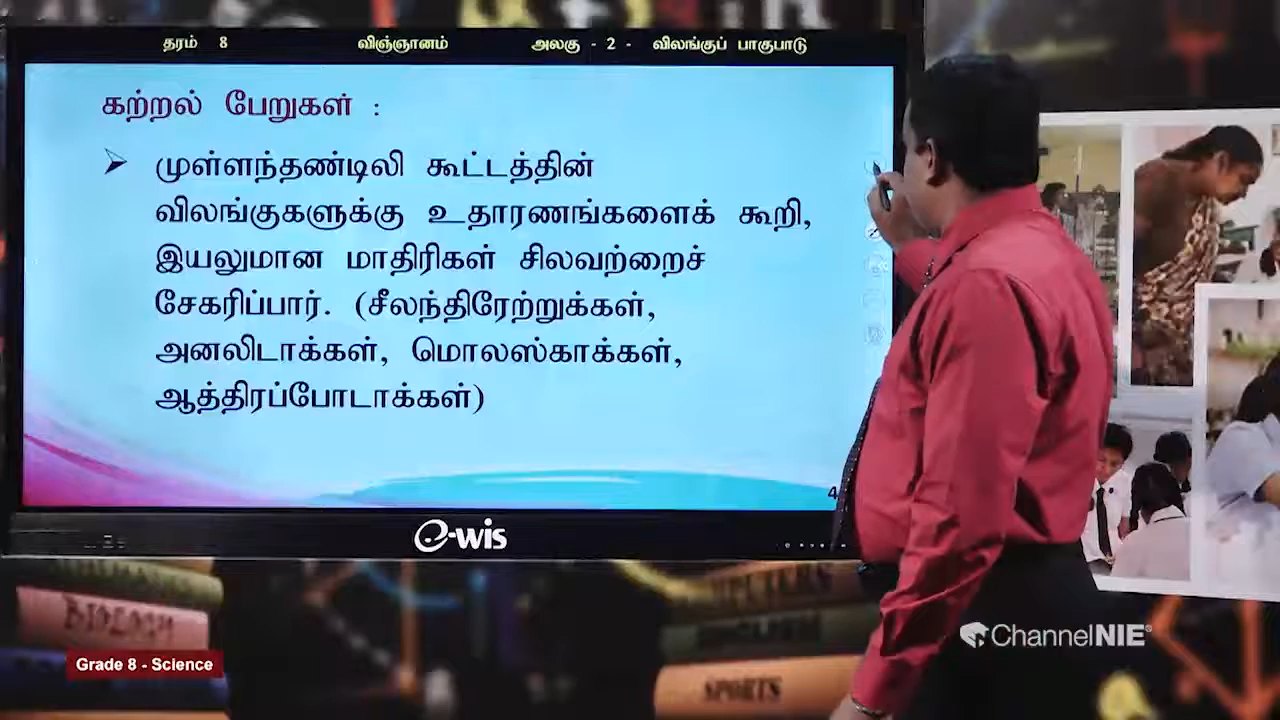 தரம் 8 விஞ்ஞானம் அலகு - 2 - விலங்குப் பாகுபாடு
கற்றல் பேறுகள் :
➢ முள்ளந்தண்டிலி கூட்டத்தின்
விலங்குகளுக்கு உதாரணங்களைக் கூறி,
இயலுமான மாதிரிகள் சிலவற்றைச்
சேகரிப்பார். (சீலந்திரேற்றுக்கள்,
அனலிடாக்கள், மொலஸ்காக்கள்,
ஆத்திரப்போடாக்கள்)
4
e-wis
BIOLOGY
Grade 8 - Science
SPORTS
ChannelNIE